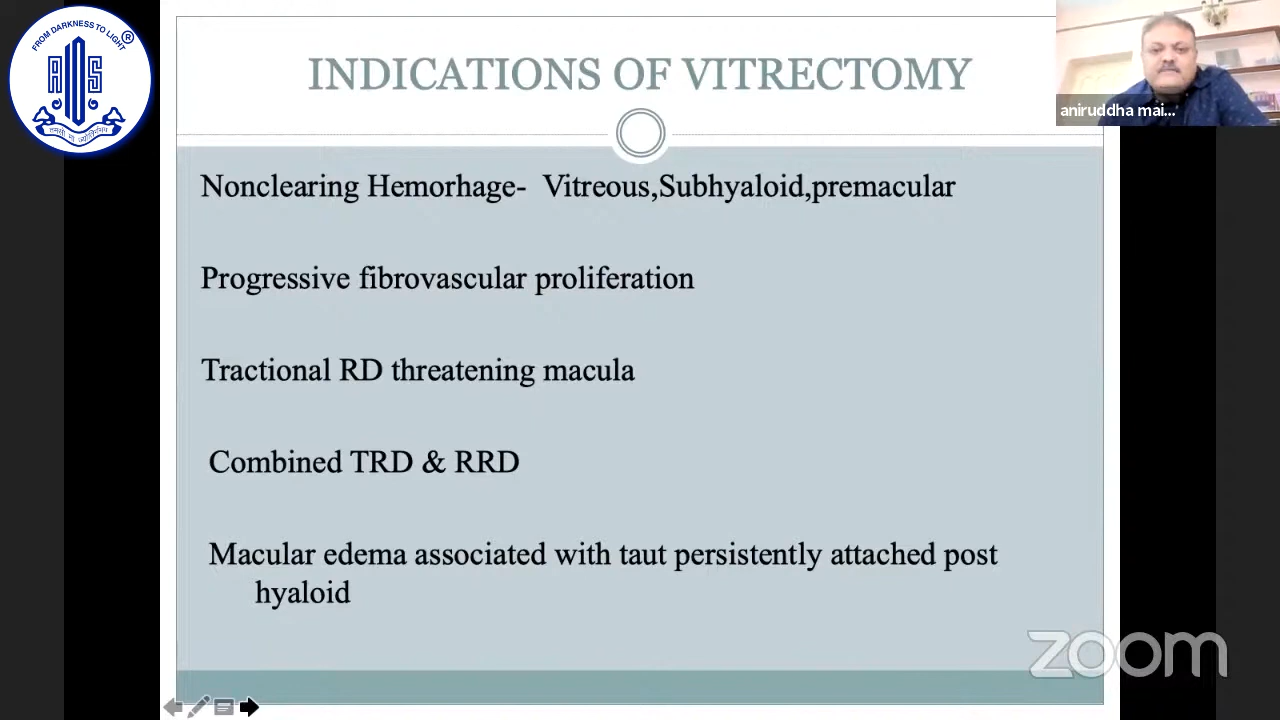 FROM DARKNESS TO LIGHT
®
AIOS
INDICATIONS OF VITRECTOMY
aniruddha mai...
Nonclearing Hemorhage- Vitreous,Subhyaloid,premacular
Progressive fibrovascular proliferation
Tractional RD threatening macula
Combined TRD & RRD
Macular edema associated with taut persistently attached post
hyaloid
zoom